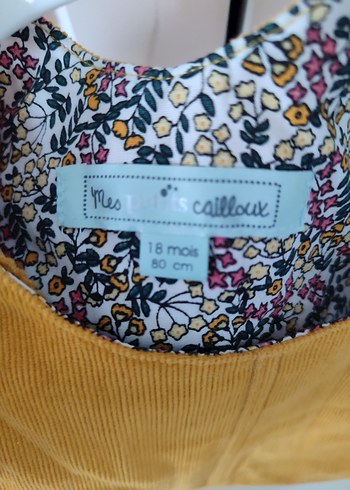 Mes petits cailloux
18 mois
80 cm